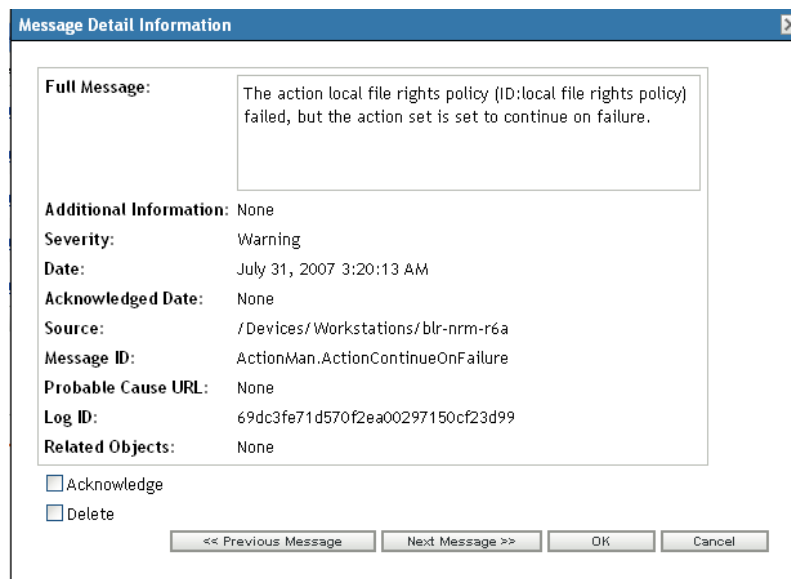 Message Detail Information
Full Message:
The action local file rights policy (ID:local file rights policy)
failed, but the action set is set to continue on failure.
Additional Information: None
Severity: Warning
Date: July 31, 2007 3:20:13 AM
Acknowledged Date: None
Source: /Devices/Workstations/blr-nrm-r6a
Message ID: ActionMan.ActionContinueOnFailure
Probable Cause URL: None
Log ID: 69dc3fe71d570f2ea00297150cf23d99
Related Objects: None
Acknowledge
Delete
<< Previous Message Next Message >> OK Cancel